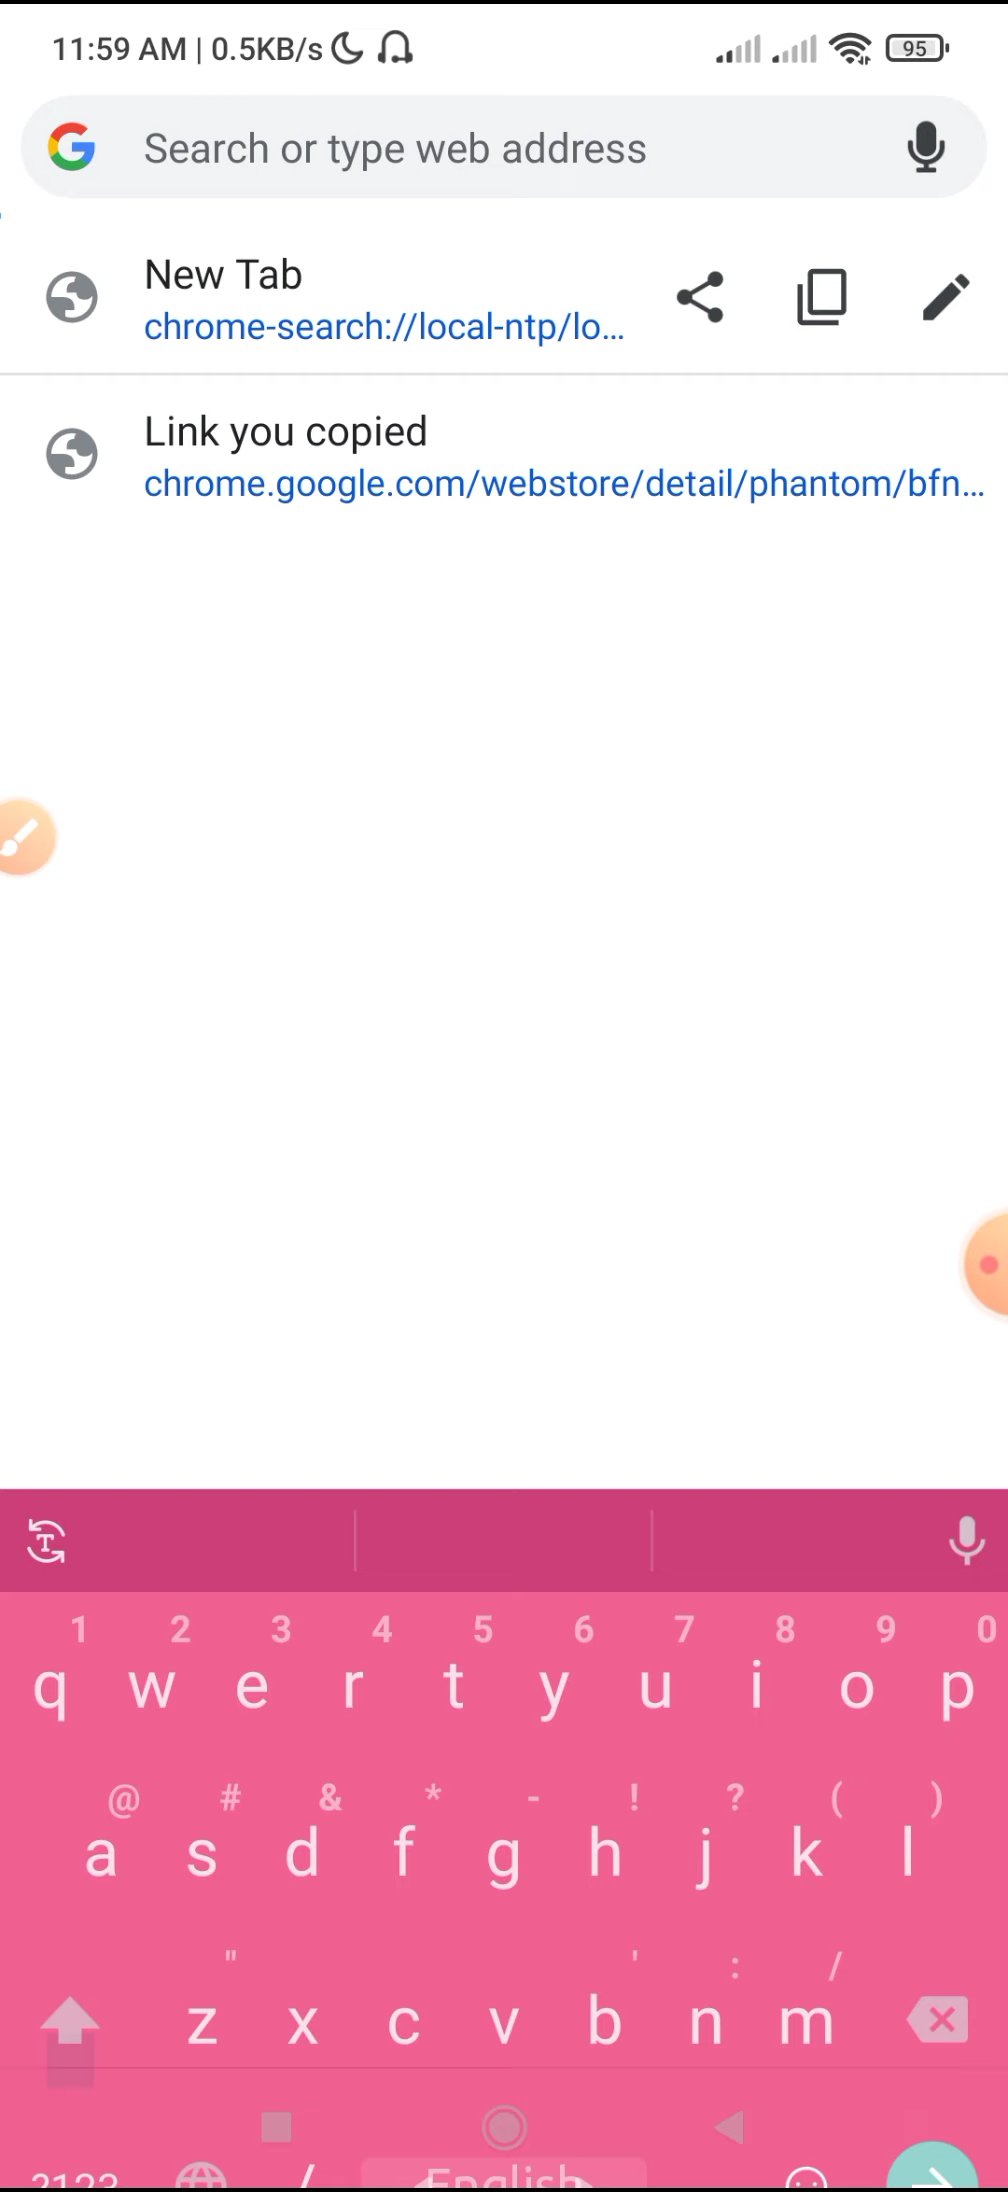 11:59 AM | 0.5KB/s 95
Search or type web address
New Tab
chrome-search://local-ntp/lo...
Link you copied
chrome.google.com/webstore/detail/phantom/bfn...
1 2 3 4 5 6 7 8 9 0
q w e r t y u i o p
@ # & * - ! ? ( )
a s d f g h j k l
" ' : /
z x c v b n m
/ English